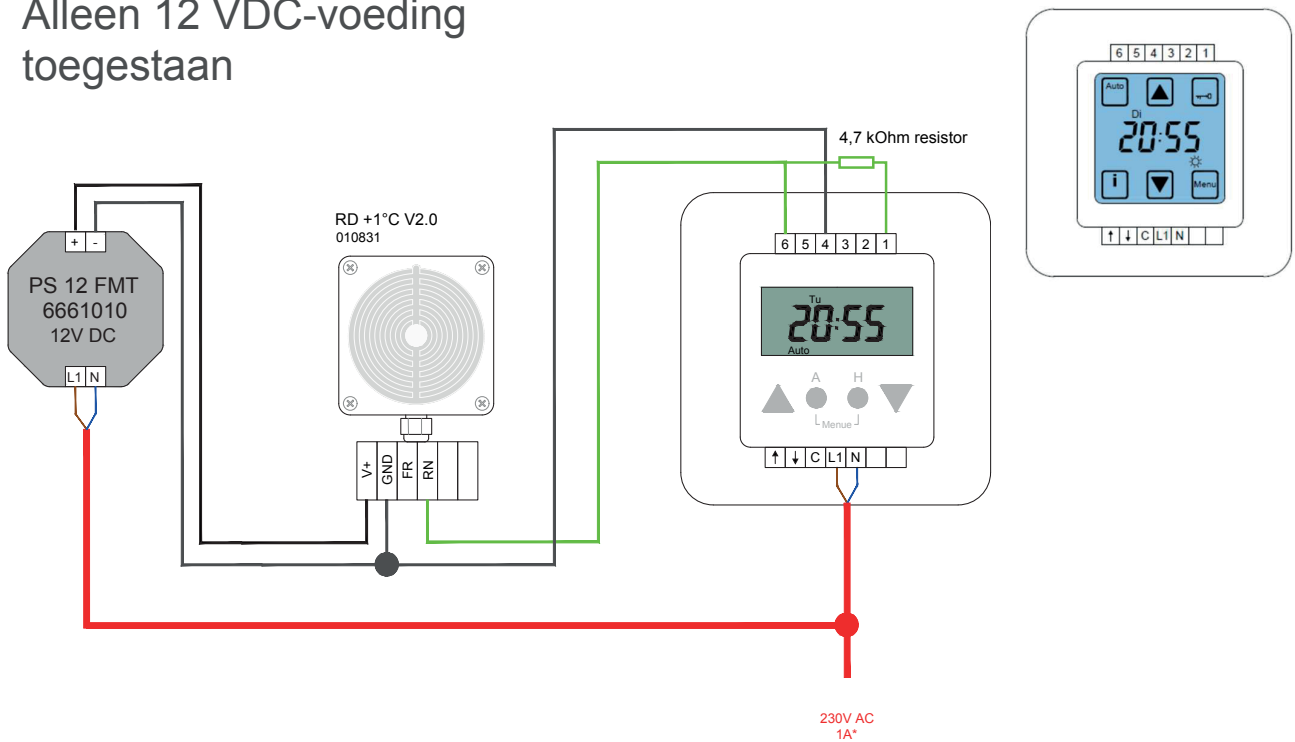 Alleen 12 VDC-voeding
toegestaan
6 5 4 3 2 1
Auto
Di
20:55
i
Menu
↑ ↓ C L1 N
4,7 kOhm resistor
RD +1°C V2.0
010831
+ -
PS 12 FMT
6661010
12V DC
L1 N
V+ GND FR RN
6 5 4 3 2 1
Tu
20:55
Auto
A H
Menue
↑ ↓ C L1 N
230V AC
1A*